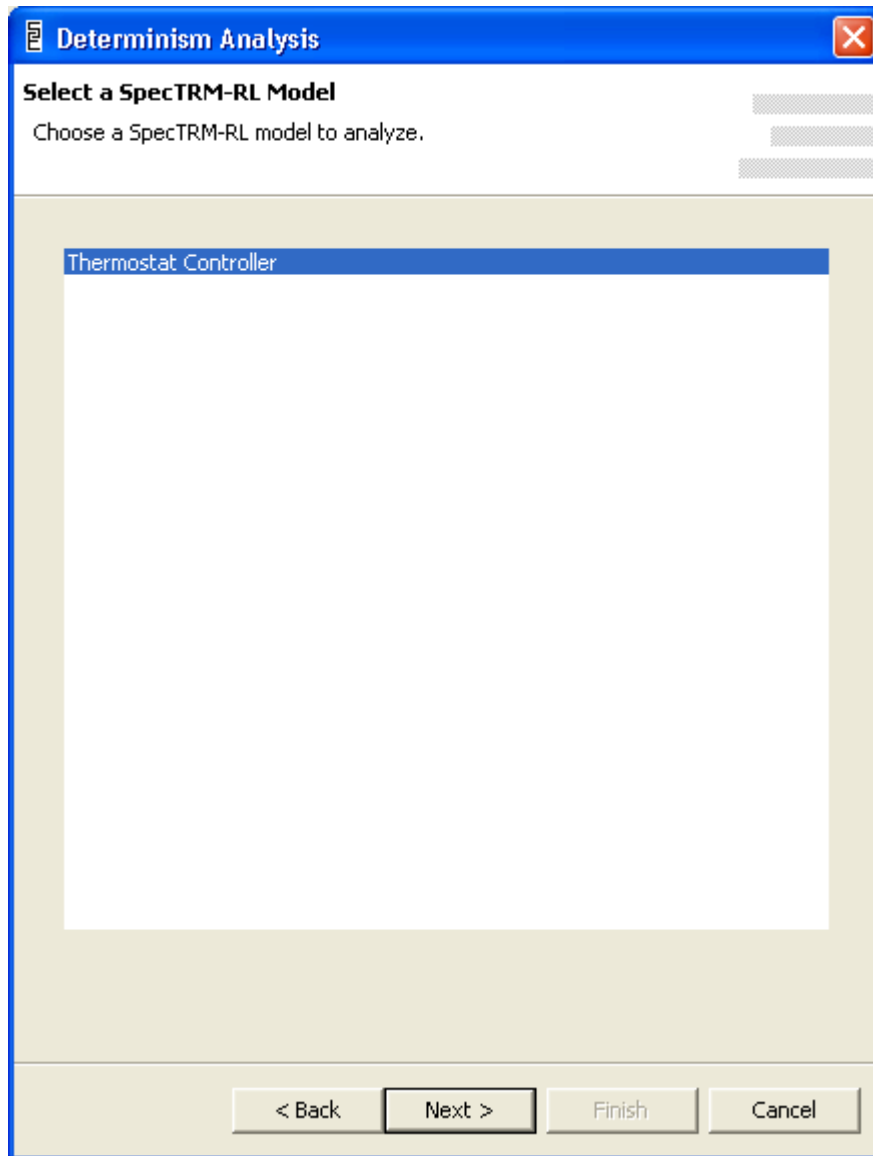 Determinism Analysis
Select a SpecTRM-RL Model
Choose a SpecTRM-RL model to analyze.
Thermostat Controller
< Back Next > Finish Cancel